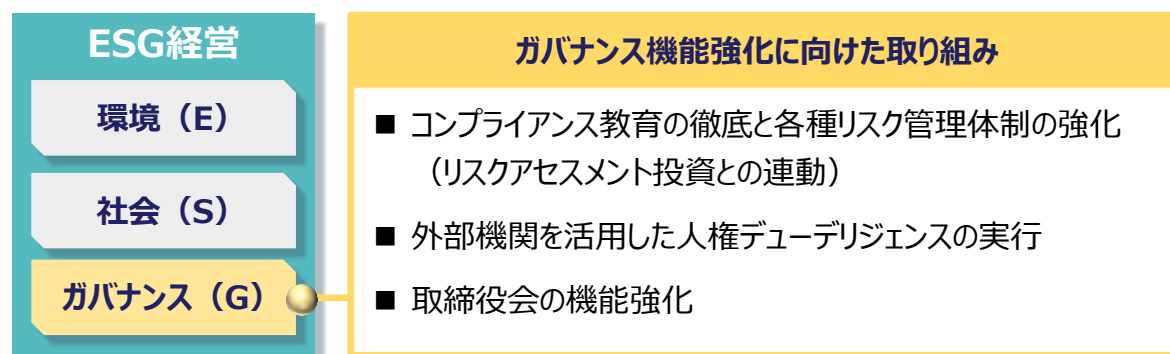 ESG経営
環境（E）
社会（S）
ガバナンス（G）
ガバナンス機能強化に向けた取り組み
■ コンプライアンス教育の徹底と各種リスク管理体制の強化
（リスクアセスメント投資との連動）
■ 外部機関を活用した人権デューデリジェンスの実行
■ 取締役会の機能強化